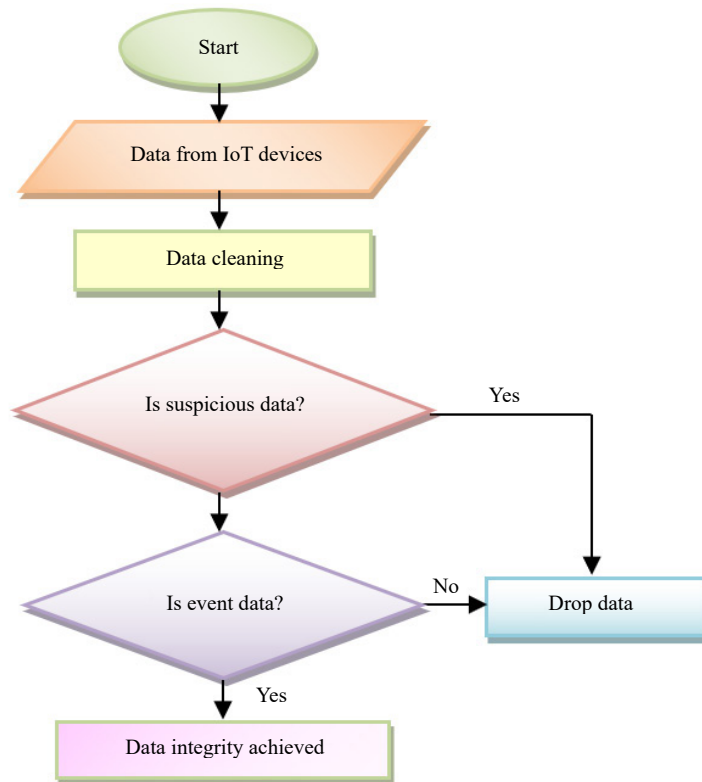 Start
Data from IoT devices
Data cleaning
Is suspicious data?
Yes
Is event data?
No
Drop data
Yes
Data integrity achieved